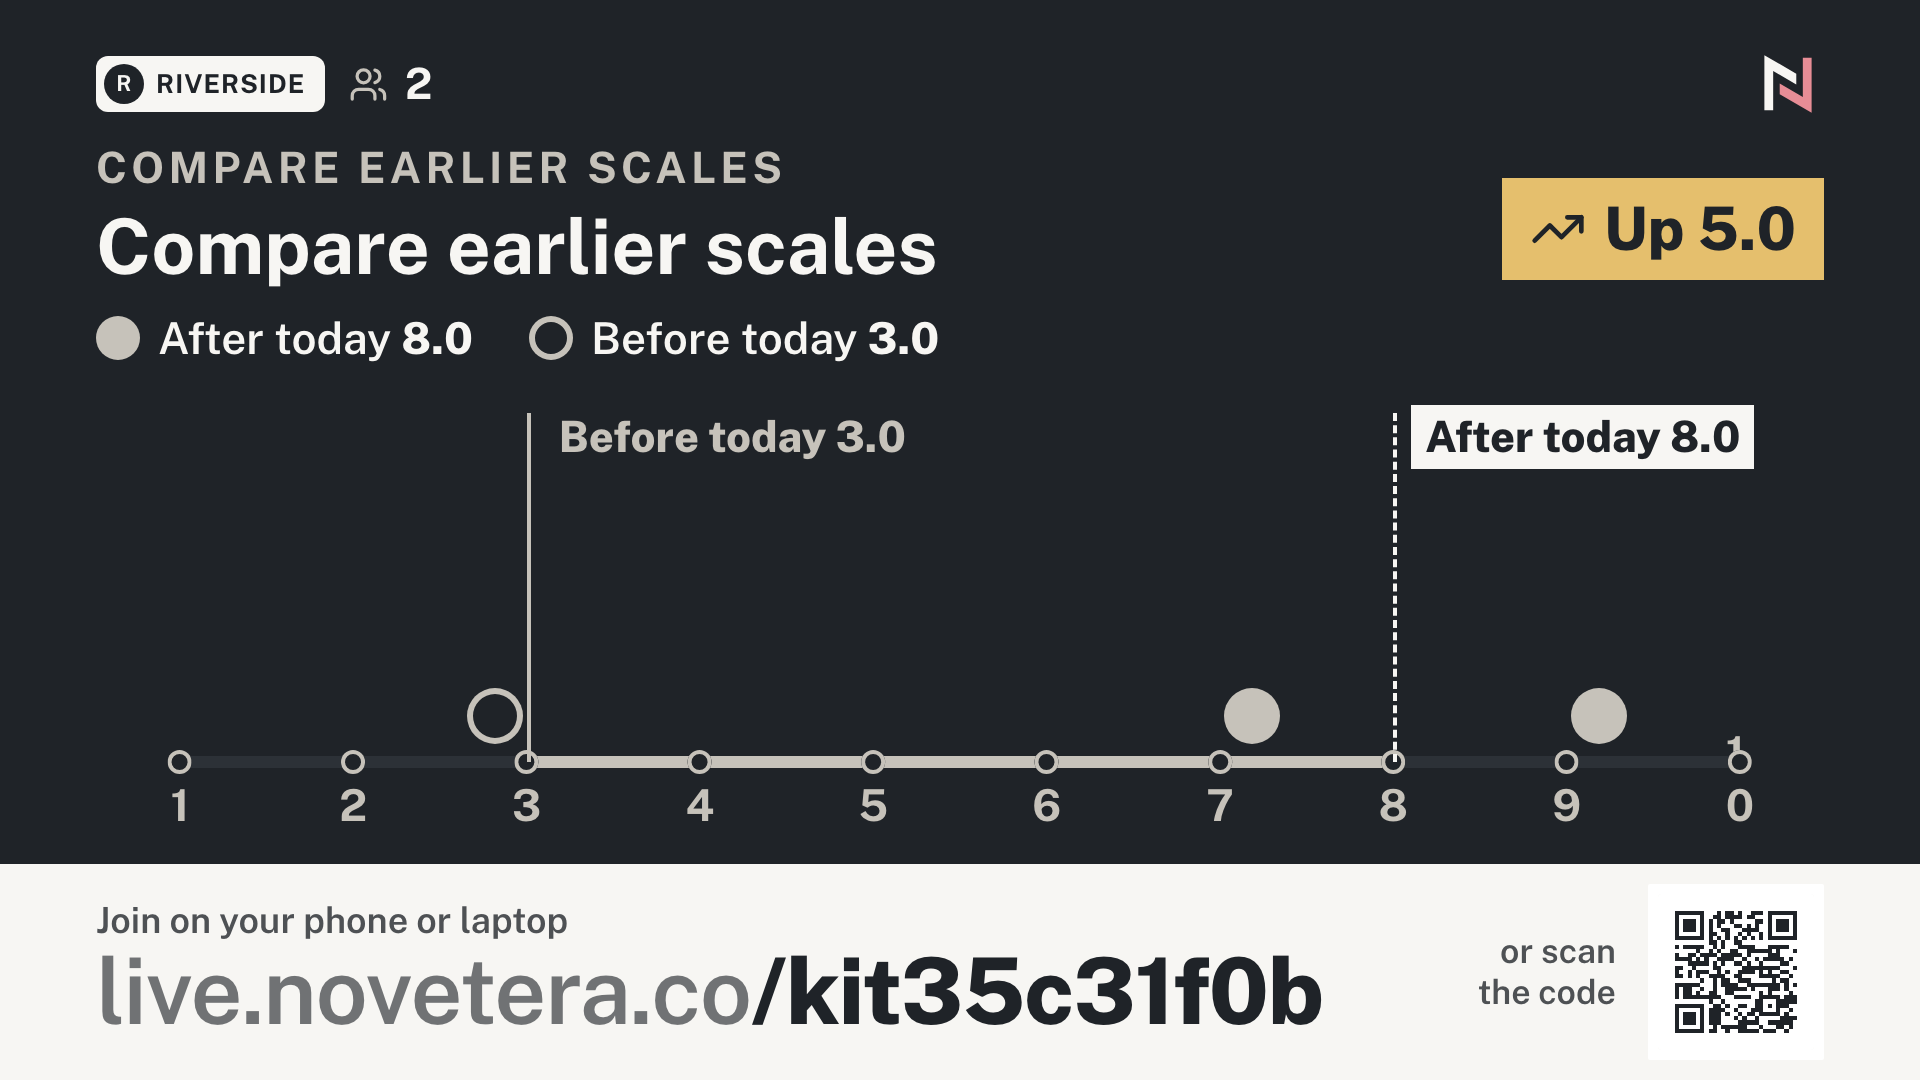 R RIVERSIDE 2
COMPARE EARLIER SCALES
Compare earlier scales
Up 5.0
After today 8.0 Before today 3.0
Before today 3.0 After today 8.0
1 2 3 4 5 6 7 8 9 10
Join on your phone or laptop
live.novetera.co/kit35c31f0b
or scan
the code